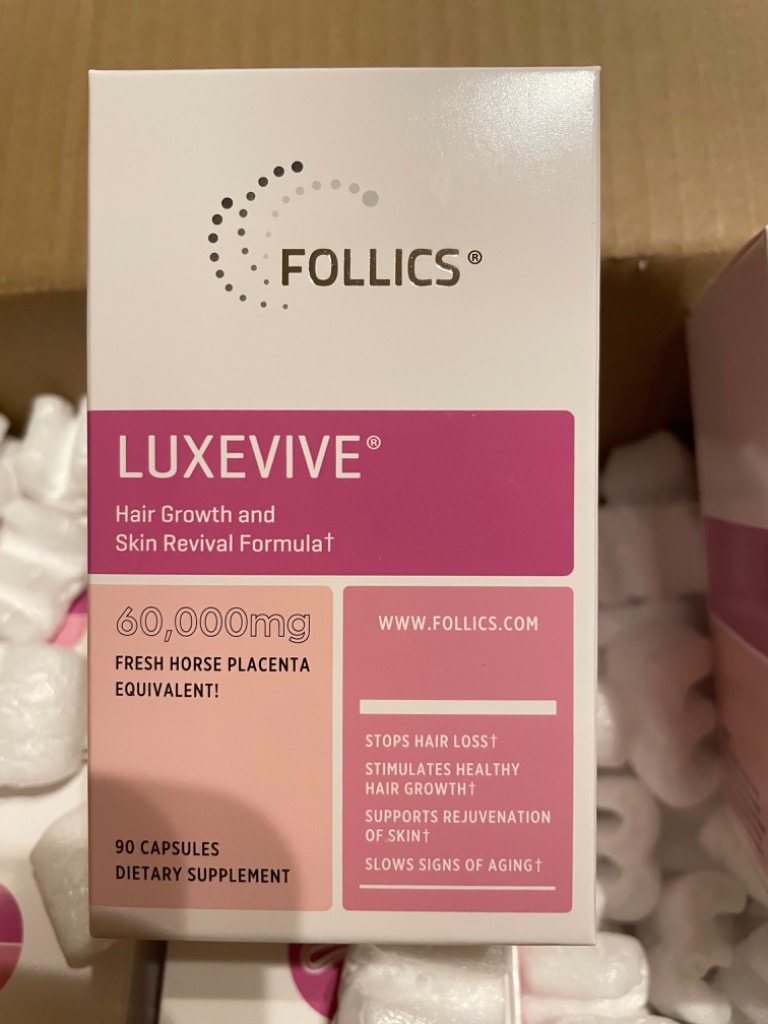 FOLLICS®
LUXEVIVE®
Hair Growth and
Skin Revival Formula†
60,000mg
FRESH HORSE PLACENTA
EQUIVALENT!
90 CAPSULES
DIETARY SUPPLEMENT
WWW.FOLLICS.COM
STOPS HAIR LOSS†
STIMULATES HEALTHY
HAIR GROWTH†
SUPPORTS REJUVENATION
OF SKIN†
SLOWS SIGNS OF AGING†